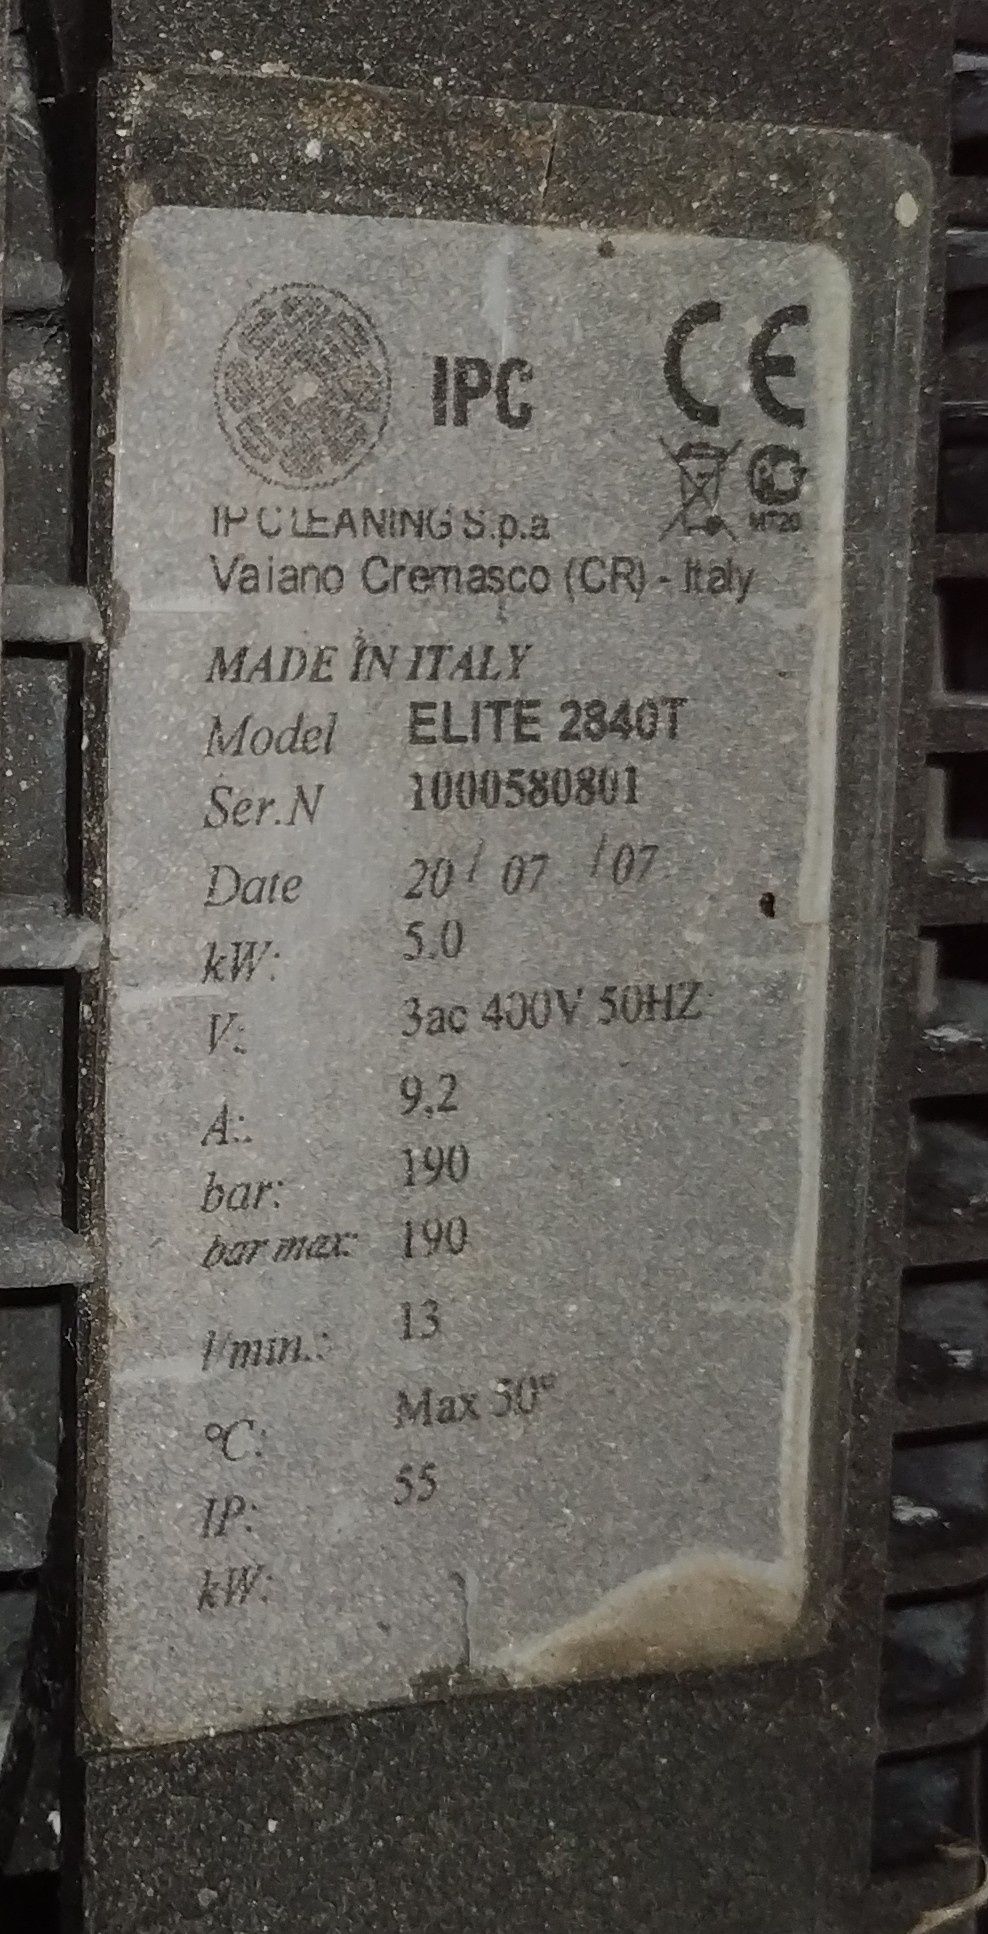 IPC
CE
IP CLEANING S.p.a
Vaiano Cremasco (CR) - Italy
MADE IN ITALY
Model ELITE 2840T
Ser.N 1000580801
Date 20 / 07 / 07
kW: 5.0
V: 3ac 400V 50HZ
A:. 9,2
bar: 190
bar max: 190
l/min.: 13
°C: Max 50°
IP: 55
kW: